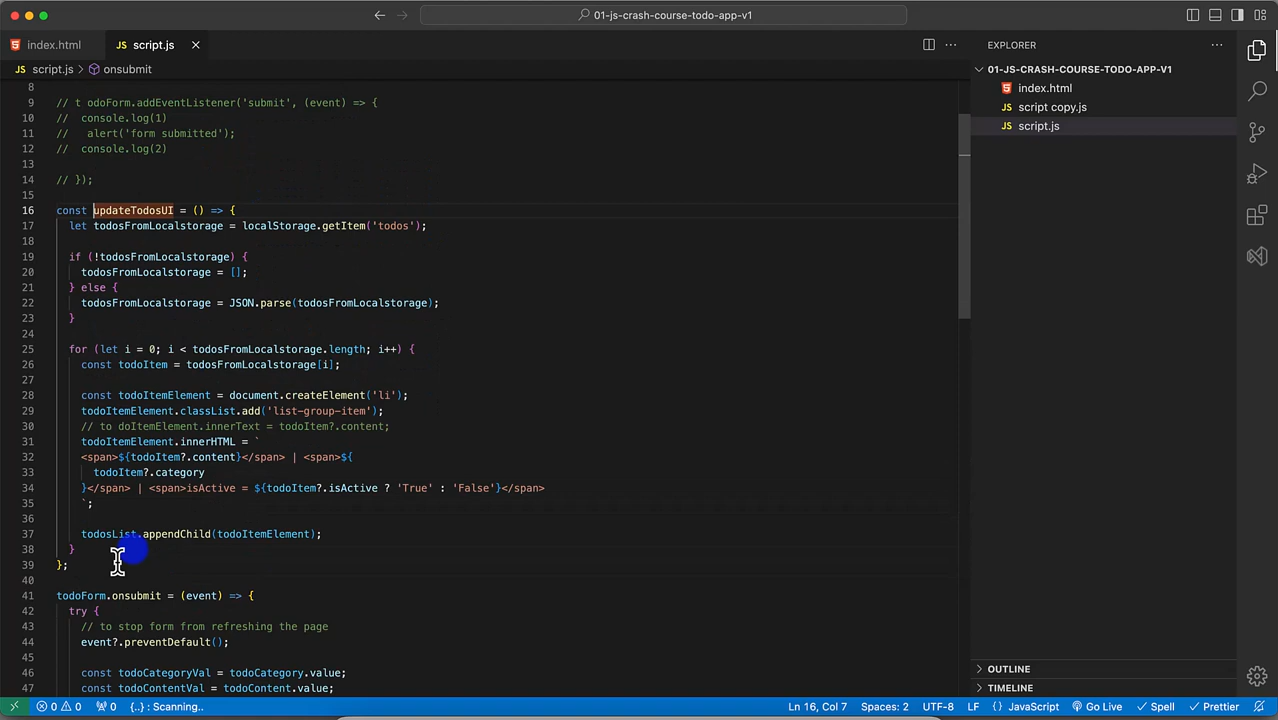 01-js-crash-course-todo-app-v1
index.html
JS script.js
EXPLORER
JS script.js > onsubmit
01-JS-CRASH-COURSE-TODO-APP-V1
index.html
JS script copy.js
JS script.js
8
9 // t odoForm.addEventListener('submit', (event) => {
10 // console.log(1)
11 // alert('form submitted');
12 // console.log(2)
13
14 // });
15
16 const updateTodosUI = () => {
17 let todosFromLocalstorage = localStorage.getItem('todos');
18
19 if (!todosFromLocalstorage) {
20 todosFromLocalstorage = [];
21 } else {
22 todosFromLocalstorage = JSON.parse(todosFromLocalstorage);
23 }
24
25 for (let i = 0; i < todosFromLocalstorage.length; i++) {
26 const todoItem = todosFromLocalstorage[i];
27
28 const todoItemElement = document.createElement('li');
29 todoItemElement.classList.add('list-group-item');
30 // to doItemElement.innerText = todoItem?.content;
31 todoItemElement.innerHTML = `
32 <span>${todoItem?.content}</span> | <span>${
33 todoItem?.category
34 }</span> | <span>isActive = ${todoItem?.isActive ? 'True' : 'False'}</span>
35 `;
36
37 todosList.appendChild(todoItemElement);
38 }
39 };
40
41 todoForm.onsubmit = (event) => {
42 try {
43 // to stop form from refreshing the page
44 event?.preventDefault();
45
46 const todoCategoryVal = todoCategory.value;
47 const todoContentVal = todoContent.value;
OUTLINE
TIMELINE
0 0 0 {..} : Scanning.. Ln 16, Col 7 Spaces: 2 UTF-8 LF {} JavaScript Go Live Spell Prettier